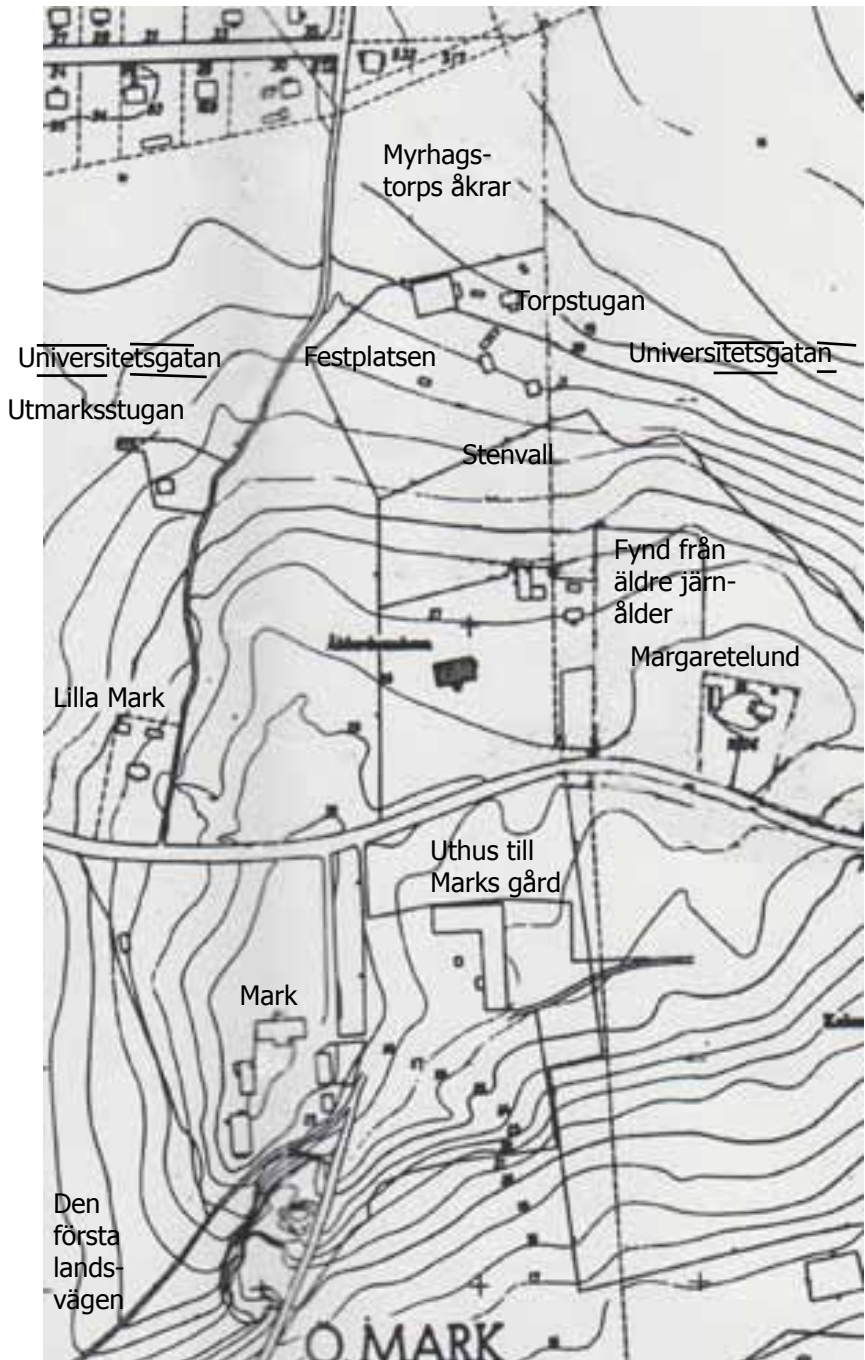 Myrhags-
torps åkrar
Torpstugan
Universitetsgatan
Festplatsen
Universitetsgatan
Utmarksstugan
Stenvall
Fynd från
äldre järn-
ålder
Margaretelund
Lilla Mark
Uthus till
Marks gård
Mark
Den
första
lands-
vägen
Ö MARK